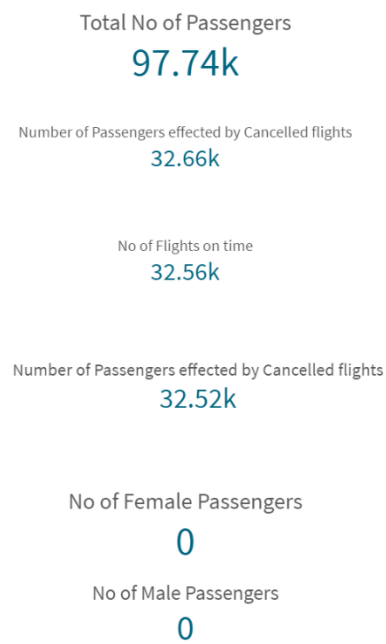 Total No of Passengers
97.74k
Number of Passengers effected by Cancelled flights
32.66k
No of Flights on time
32.56k
Number of Passengers effected by Cancelled flights
32.52k
No of Female Passengers
0
No of Male Passengers
0